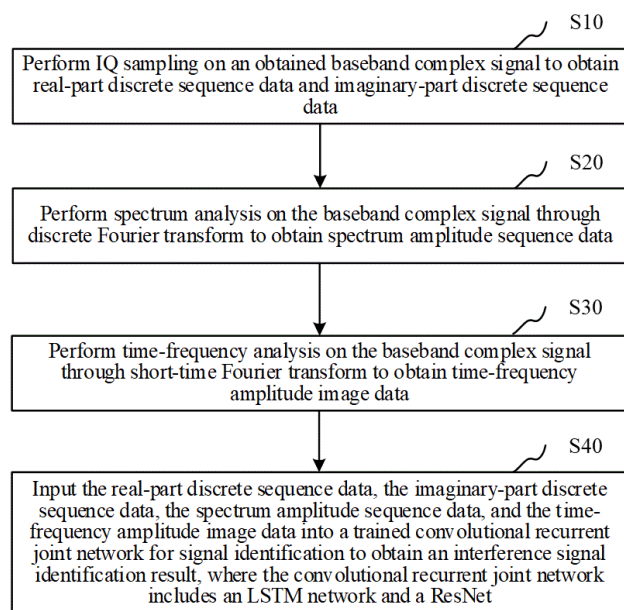 S10
Perform IQ sampling on an obtained baseband complex signal to obtain
real-part discrete sequence data and imaginary-part discrete sequence
data
S20
Perform spectrum analysis on the baseband complex signal through
discrete Fourier transform to obtain spectrum amplitude sequence data
S30
Perform time-frequency analysis on the baseband complex signal
through short-time Fourier transform to obtain time-frequency
amplitude image data
S40
Input the real-part discrete sequence data, the imaginary-part discrete
sequence data, the spectrum amplitude sequence data, and the time-
frequency amplitude image data into a trained convolutional recurrent
joint network for signal identification to obtain an interference signal
identification result, where the convolutional recurrent joint network
includes an LSTM network and a ResNet